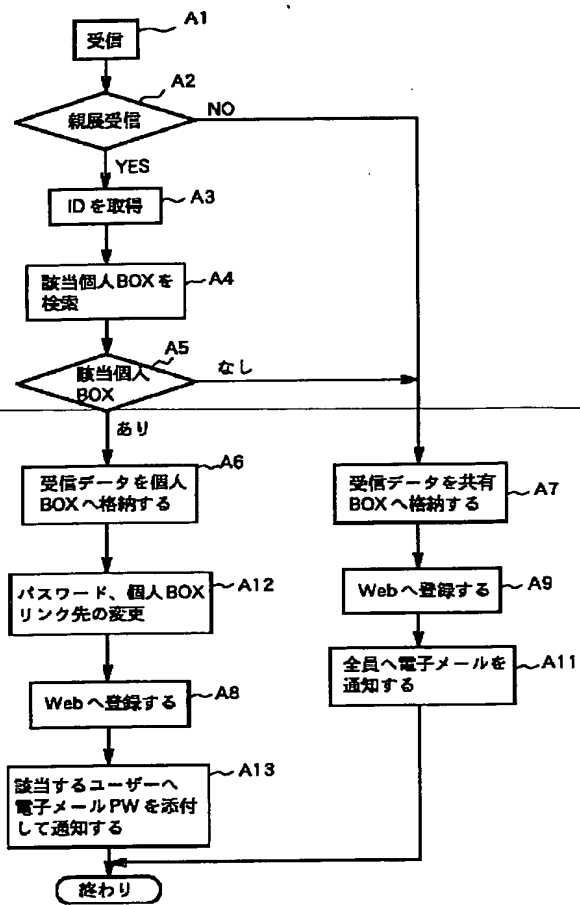 受信
A1
親展受信
A2
NO
YES
IDを取得
A3
該当個人BOXを
検索
A4
該当個人
BOX
A5
なし
あり
受信データを個人
BOXへ格納する
A6
受信データを共有
BOXへ格納する
A7
パスワード、個人BOX
リンク先の変更
A12
Webへ登録する
A9
Webへ登録する
A8
全員へ電子メールを
通知する
A11
該当するユーザーへ
電子メールPWを添付
して通知する
A13
終わり